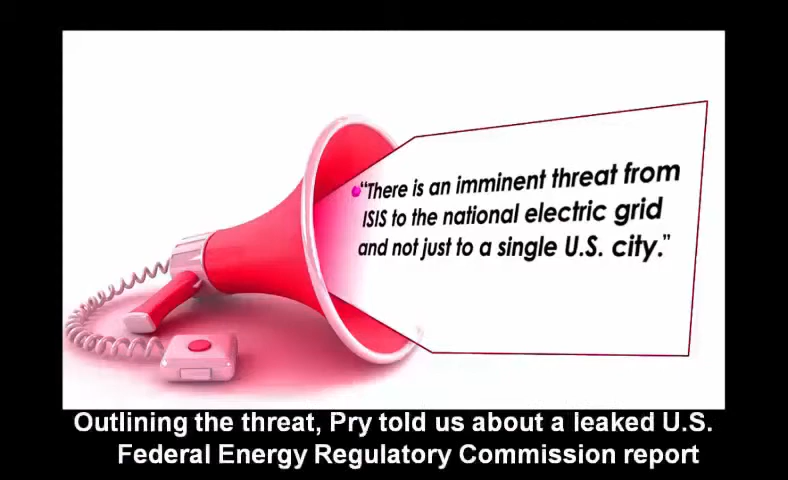 “There is an imminent threat from
ISIS to the national electric grid
and not just to a single U.S. city.”
Outlining the threat, Pry told us about a leaked U.S.
Federal Energy Regulatory Commission report